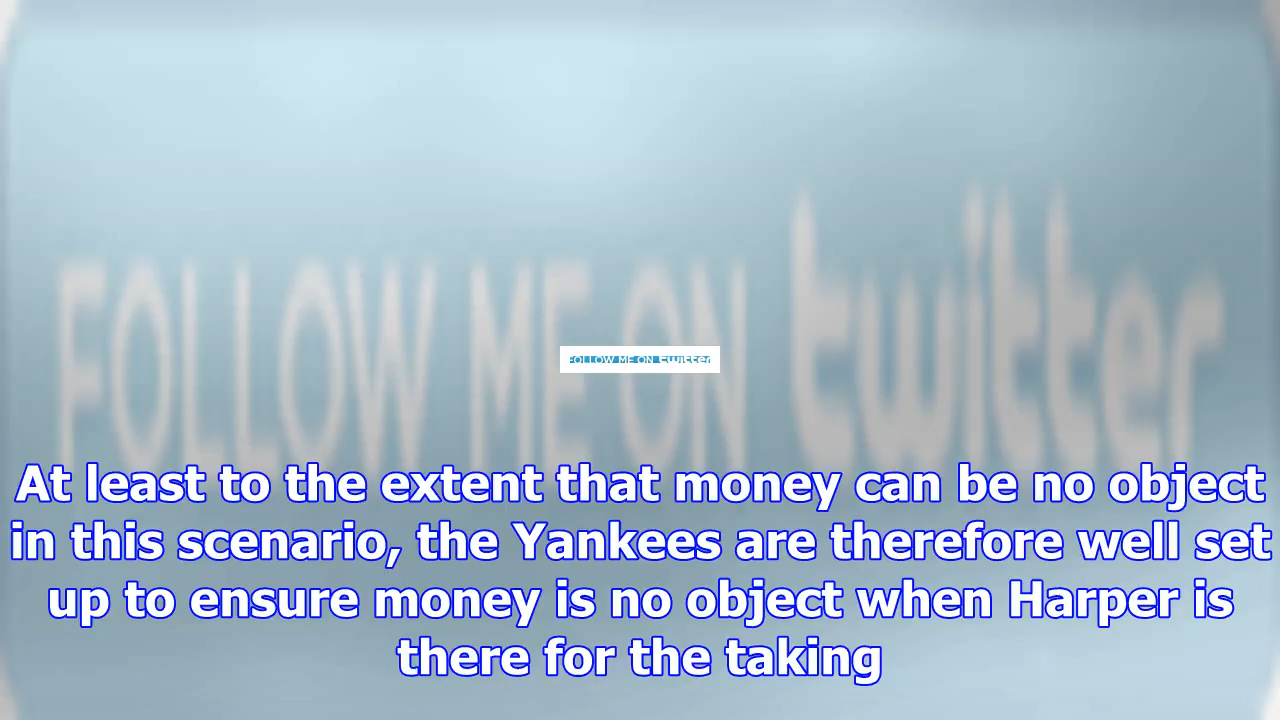 FOLLOW ME ON twitter
FOLLOW ME ON twitter
At least to the extent that money can be no object
in this scenario, the Yankees are therefore well set
up to ensure money is no object when Harper is
there for the taking